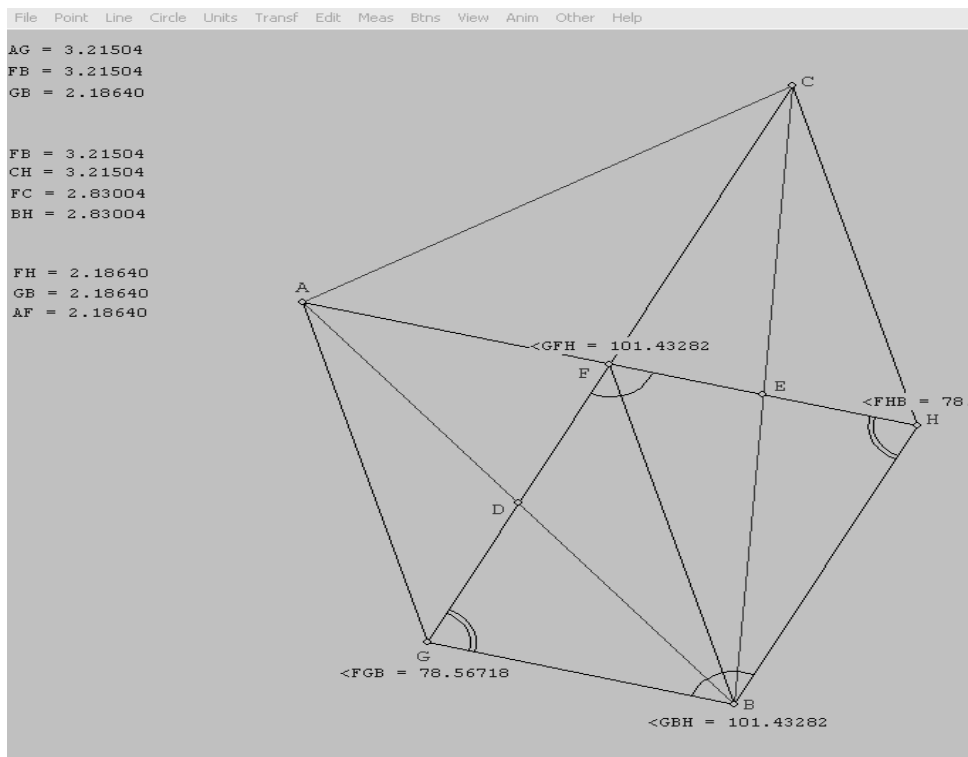 File Point Line Circle Units Transf Edit Meas Btns View Anim Other Help
AG = 3.21504
FB = 3.21504
GB = 2.18640
FB = 3.21504
CH = 3.21504
FC = 2.83004
BH = 2.83004
FH = 2.18640
GB = 2.18640
AF = 2.18640
C
A
<GFH = 101.43282
F
E
<FHB = 78
H
D
G
<FGB = 78.56718
B
<GBH = 101.43282